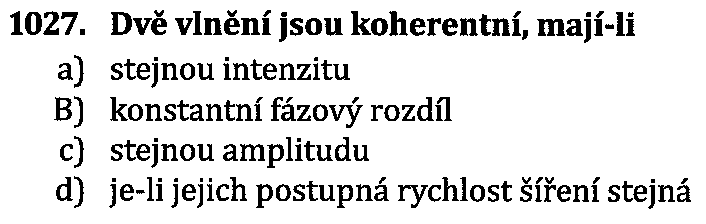 1027. Dvě vlnění jsou koherentní, mají-li
a) stejnou intenzitu
B) konstantní fázový rozdíl
c) stejnou amplitudu
d) je-li jejich postupná rychlost šíření stejná